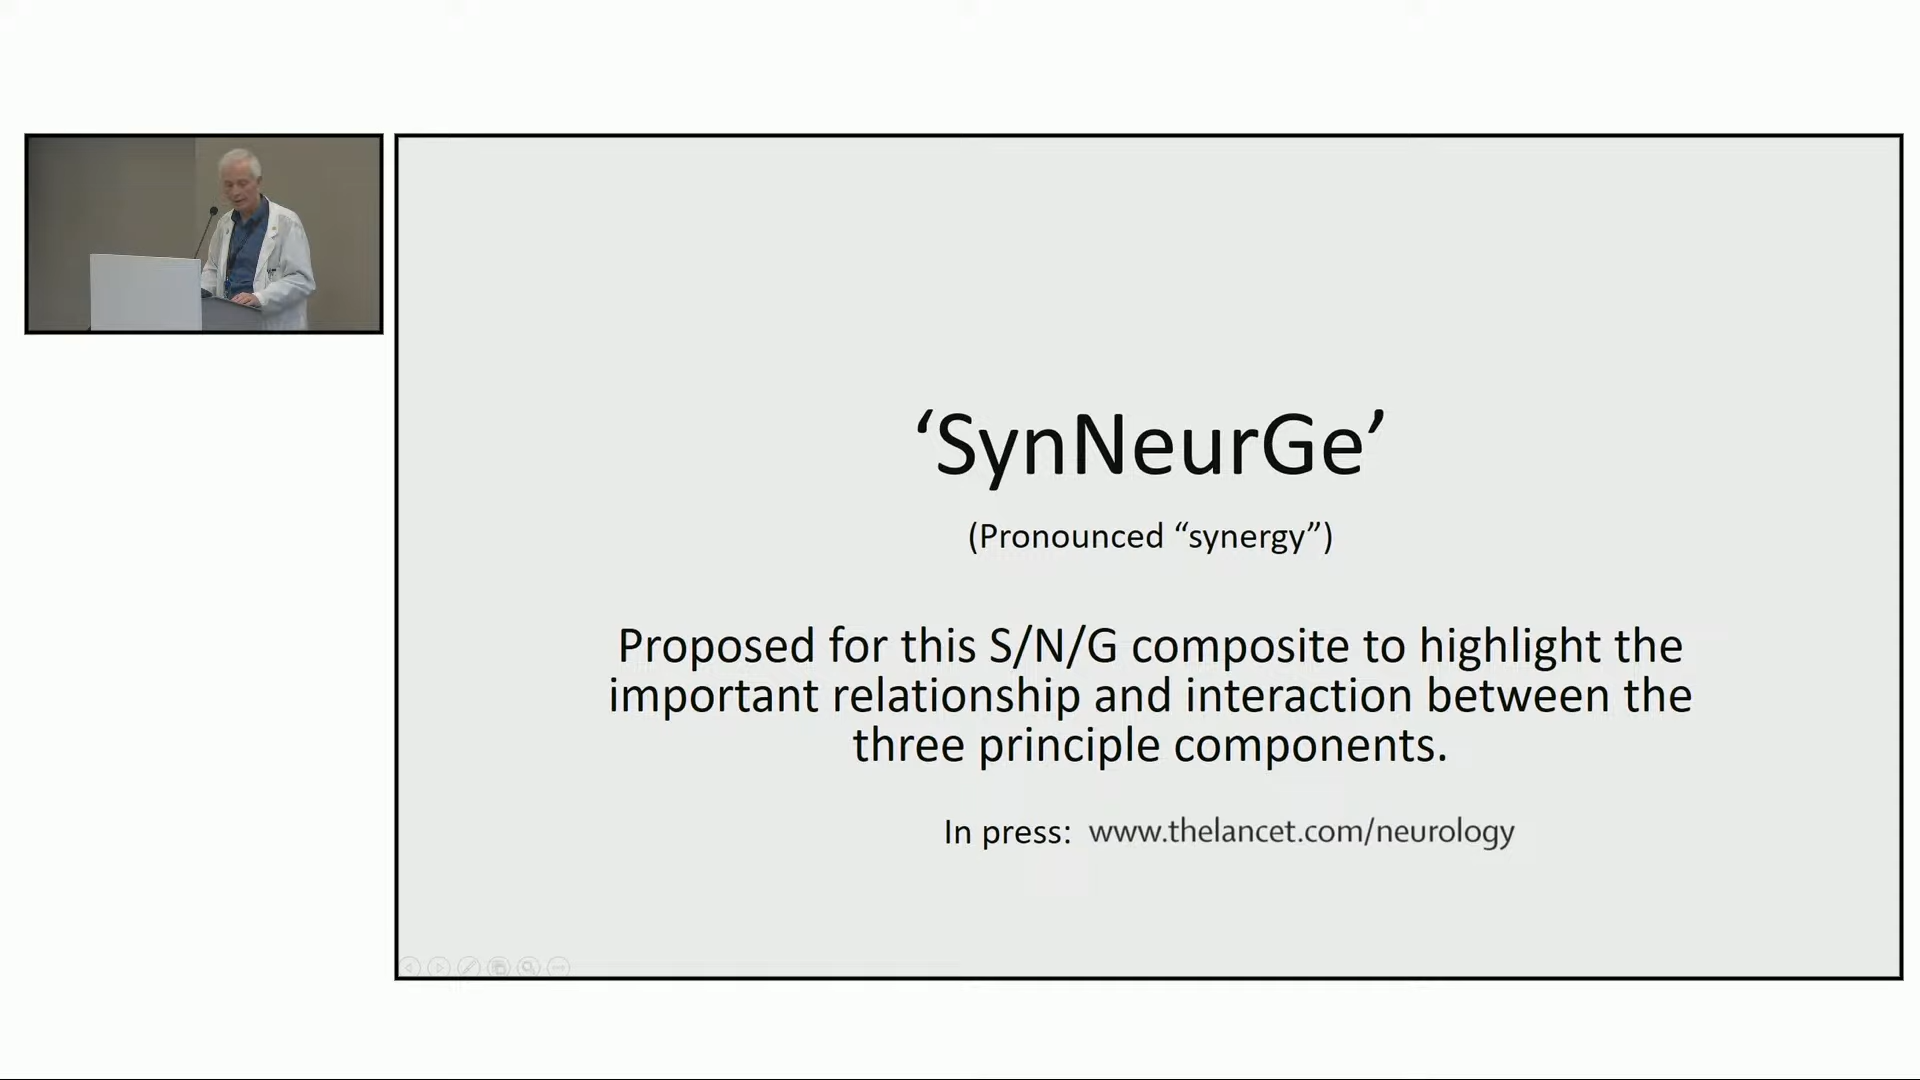 ‘SynNeurGe’
(Pronounced “synergy”)
Proposed for this S/N/G composite to highlight the
important relationship and interaction between the
three principle components.
In press: www.thelancet.com/neurology